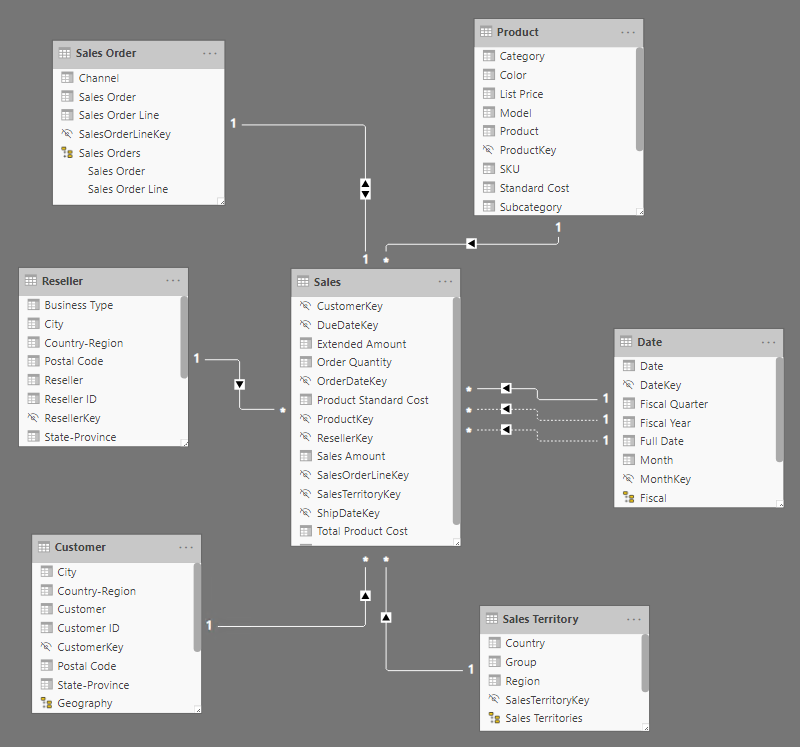 Sales Order
Channel
Sales Order
Sales Order Line
SalesOrderLineKey
Sales Orders
Sales Order
Sales Order Line
1
1
Product
Category
Color
List Price
Model
Product
ProductKey
SKU
Standard Cost
Subcategory
1
*
Reseller
Business Type
City
Country-Region
Postal Code
Reseller
Reseller ID
ResellerKey
State-Province
1
*
Sales
CustomerKey
DueDateKey
Extended Amount
Order Quantity
OrderDateKey
Product Standard Cost
ProductKey
ResellerKey
Sales Amount
SalesOrderLineKey
SalesTerritoryKey
ShipDateKey
Total Product Cost
* 1
* 1
* 1
Date
Date
DateKey
Fiscal Quarter
Fiscal Year
Full Date
Month
MonthKey
Fiscal
Customer
City
Country-Region
Customer
Customer ID
CustomerKey
Postal Code
State-Province
Geography
1
* *
1
Sales Territory
Country
Group
Region
SalesTerritoryKey
Sales Territories